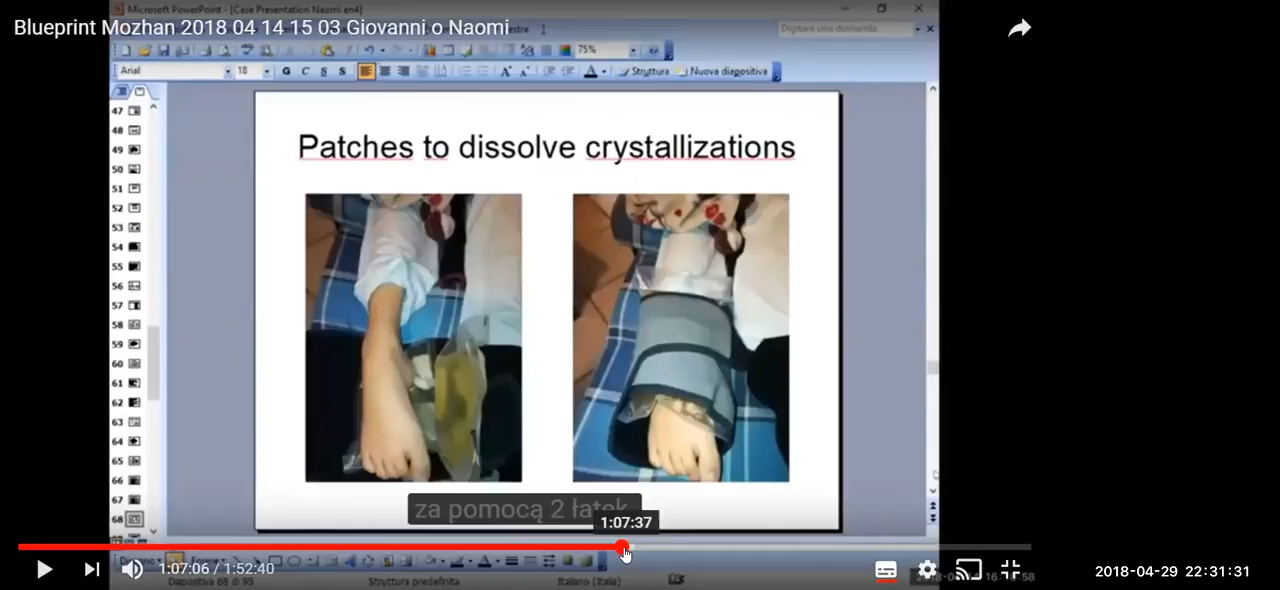 Microsoft PowerPoint - [Case Presentation Naomi en4]
Blueprint Mozhan 2018 04 14 15 03 Giovanni o Naomi
Digitare una domanda.
75%
Arial
18
G C S S
Struttura
Nuova diapositiva
47
48
49
50
51
52
53
54
55
56
57
58
59
60
61
62
63
64
65
66
67
68
Patches to dissolve crystallizations
za pomocą 2 łatek
1:07:37
1:07:06 / 1:52:40
Diapositiva 68 di 95
Struttura predefinita
Italiano (Italia)
2018-04-29 22:31:31